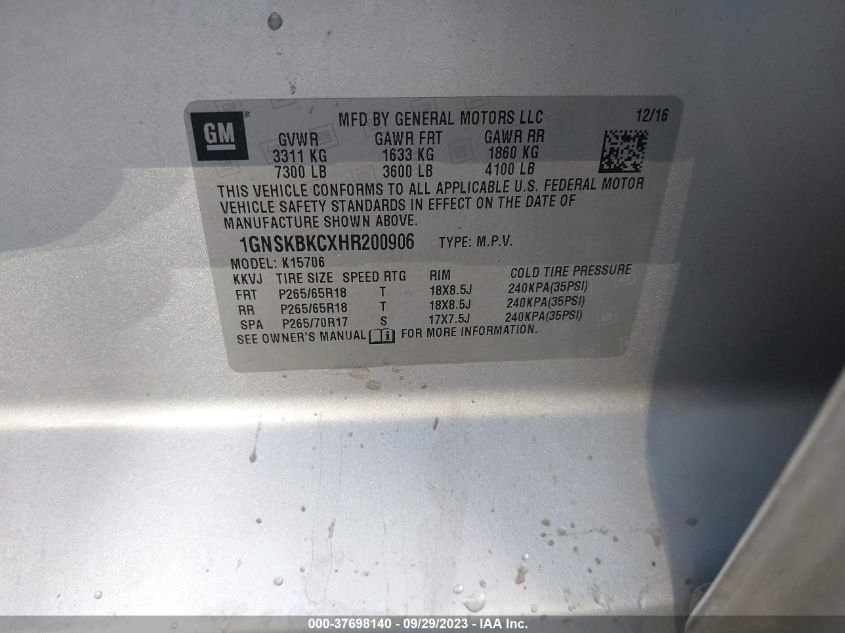 GM
MFD BY GENERAL MOTORS LLC 12/16
GVWR GAWR FRT GAWR RR
3311 KG 1633 KG 1860 KG
7300 LB 3600 LB 4100 LB
THIS VEHICLE CONFORMS TO ALL APPLICABLE U.S. FEDERAL MOTOR
VEHICLE SAFETY STANDARDS IN EFFECT ON THE DATE OF
MANUFACTURE SHOWN ABOVE.
1GNSKBKCXHR200906 TYPE: M.P.V.
MODEL: K15706
KKVJ TIRE SIZE SPEED RTG RIM COLD TIRE PRESSURE
FRT P265/65R18 T 18X8.5J 240KPA(35PSI)
RR P265/65R18 T 18X8.5J 240KPA(35PSI)
SPA P265/70R17 S 17X7.5J 240KPA(35PSI)
SEE OWNER'S MANUAL FOR MORE INFORMATION.
000-37698140 - 09/29/2023 - IAA Inc.